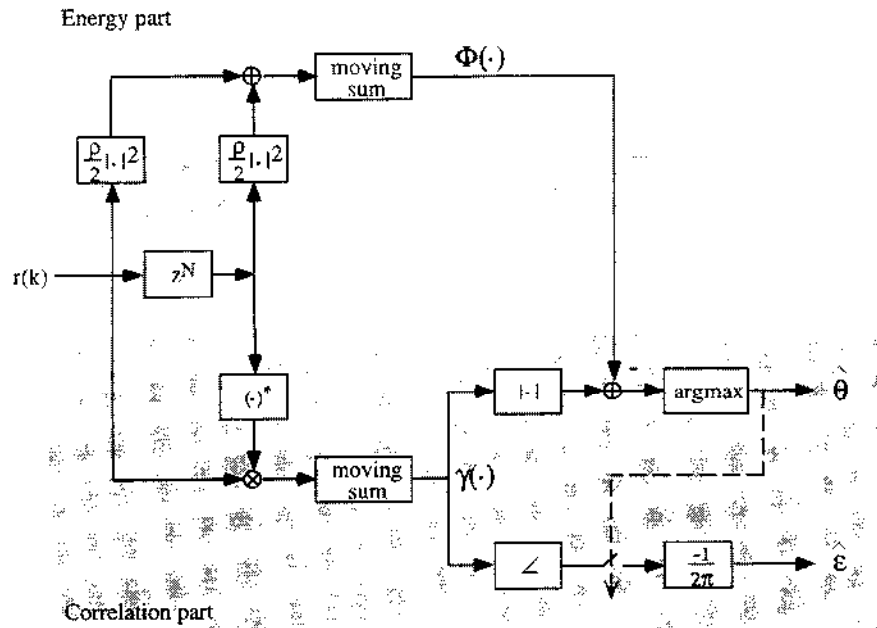 Energy part
moving
sum
Φ(·)
ρ/2 |·|²
ρ/2 |·|²
r(k)
z^N
(·)*
|·|
-
argmax
θ̂
moving
sum
γ(·)
∠
-1/2π
ε̂
Correlation part